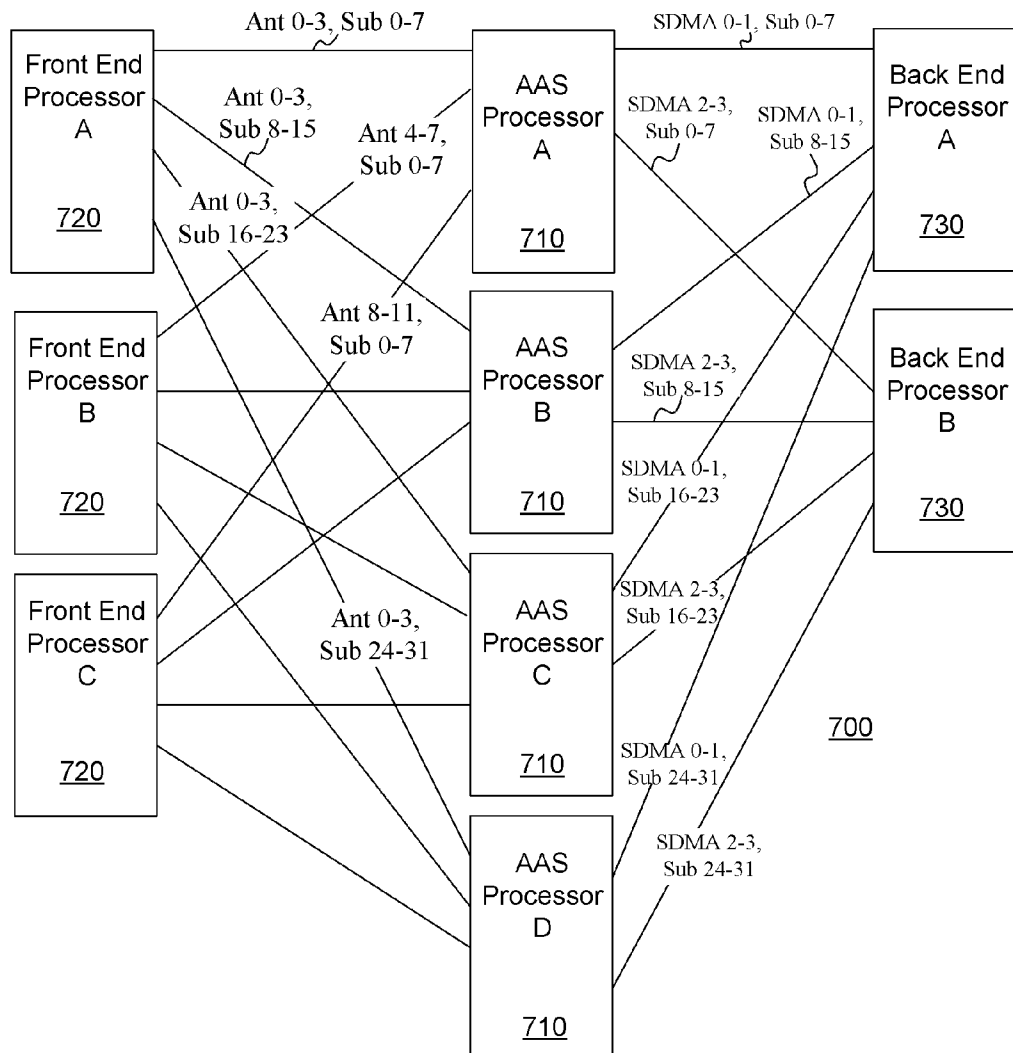 Ant 0-3, Sub 0-7
SDMA 0-1, Sub 0-7
Front End
Processor
A
720
AAS
Processor
A
710
Back End
Processor
A
730
Ant 0-3,
Sub 8-15
Ant 4-7,
Sub 0-7
SDMA 2-3,
Sub 0-7
SDMA 0-1,
Sub 8-15
Ant 0-3,
Sub 16-23
Ant 8-11,
Sub 0-7
Front End
Processor
B
720
AAS
Processor
B
710
Back End
Processor
B
730
SDMA 2-3,
Sub 8-15
SDMA 0-1,
Sub 16-23
Front End
Processor
C
720
AAS
Processor
C
710
SDMA 2-3,
Sub 16-23
Ant 0-3,
Sub 24-31
700
SDMA 0-1,
Sub 24-31
AAS
Processor
D
710
SDMA 2-3,
Sub 24-31